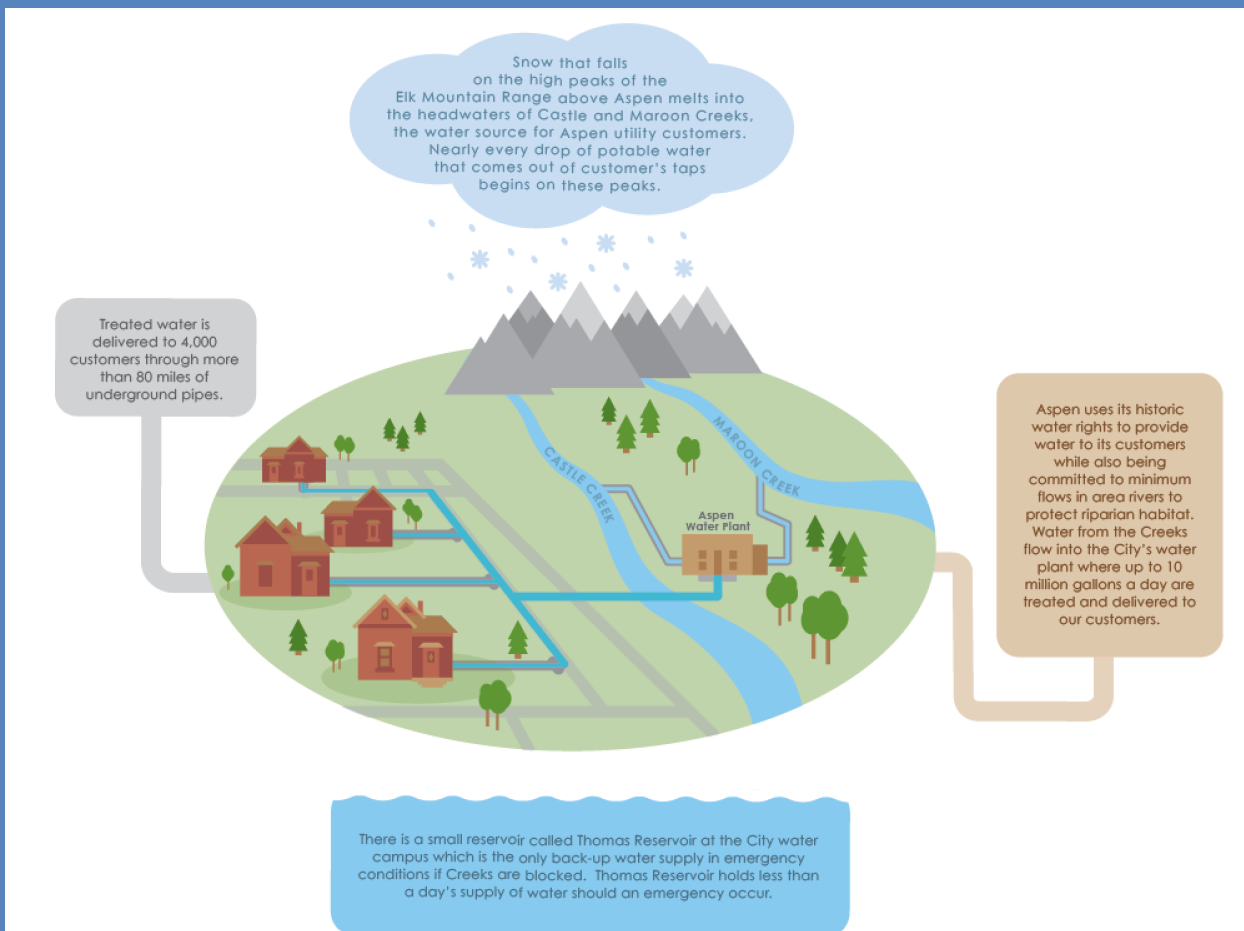 Snow that falls
on the high peaks of the
Elk Mountain Range above Aspen melts into
the headwaters of Castle and Maroon Creeks,
the water source for Aspen utility customers.
Nearly every drop of potable water
that comes out of customer's taps
begins on these peaks.
Treated water is
delivered to 4,000
customers through more
than 80 miles of
underground pipes.
CASTLE CREEK
MAROON CREEK
Aspen
Water Plant
Aspen uses its historic
water rights to provide
water to its customers
while also being
committed to minimum
flows in area rivers to
protect riparian habitat.
Water from the Creeks
flow into the City's water
plant where up to 10
million gallons a day are
treated and delivered to
our customers.
There is a small reservoir called Thomas Reservoir at the City water
campus which is the only back-up water supply in emergency
conditions if Creeks are blocked. Thomas Reservoir holds less than
a day's supply of water should an emergency occur.